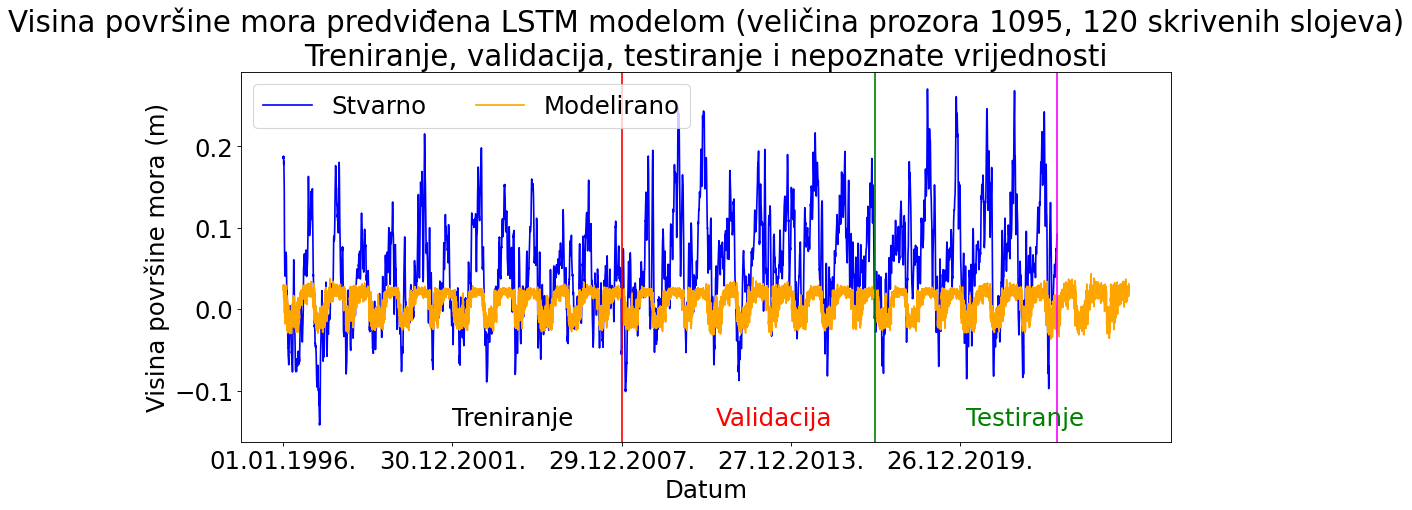 Visina površine mora predviđena LSTM modelom (veličina prozora 1095, 120 skrivenih slojeva)
Treniranje, validacija, testiranje i nepoznate vrijednosti
Stvarno Modelirano
Visina površine mora (m)
0.2
0.1
0.0
−0.1
Treniranje Validacija Testiranje
01.01.1996. 30.12.2001. 29.12.2007. 27.12.2013. 26.12.2019.
Datum